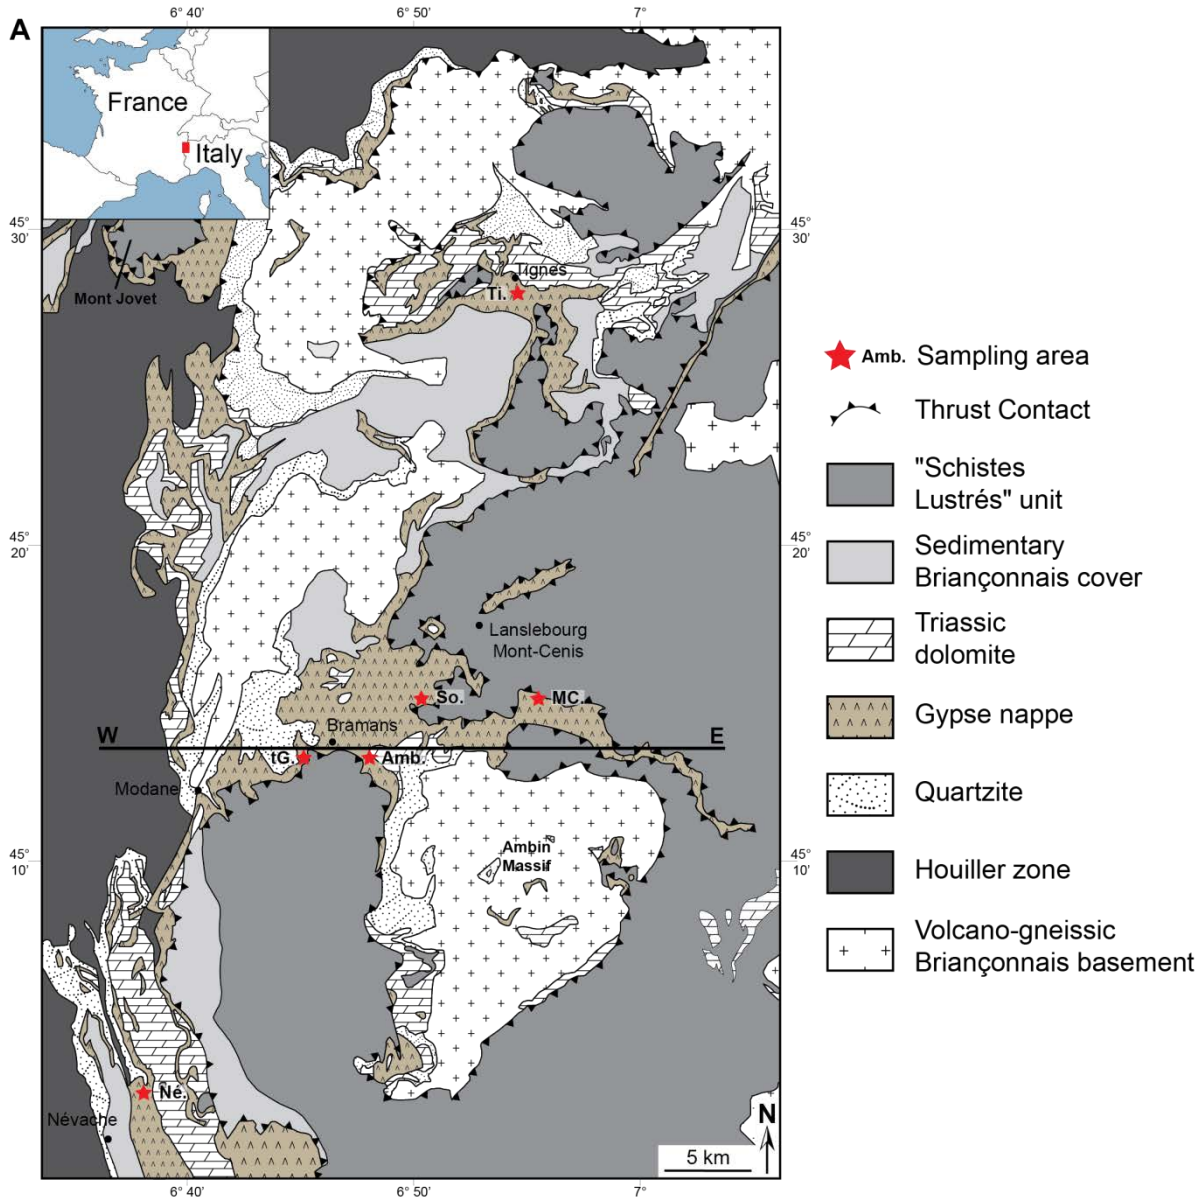 A
6° 40'
6° 50'
7°
France
Italy
45°
30'
45°
30'
Mont Jovet
Tignes
Ti.
45°
20'
45°
20'
Lanslebourg
Mont-Cenis
So.
MC.
Bramans
W
E
tG.
Amb.
Modane
45°
10'
45°
10'
Ambin
Massif
Né.
Névache
N
5 km
6° 40'
6° 50'
7°
Amb. Sampling area
Thrust Contact
"Schistes
Lustrés" unit
Sedimentary
Briançonnais cover
Triassic
dolomite
Gypse nappe
Quartzite
Houiller zone
Volcano-gneissic
Briançonnais basement